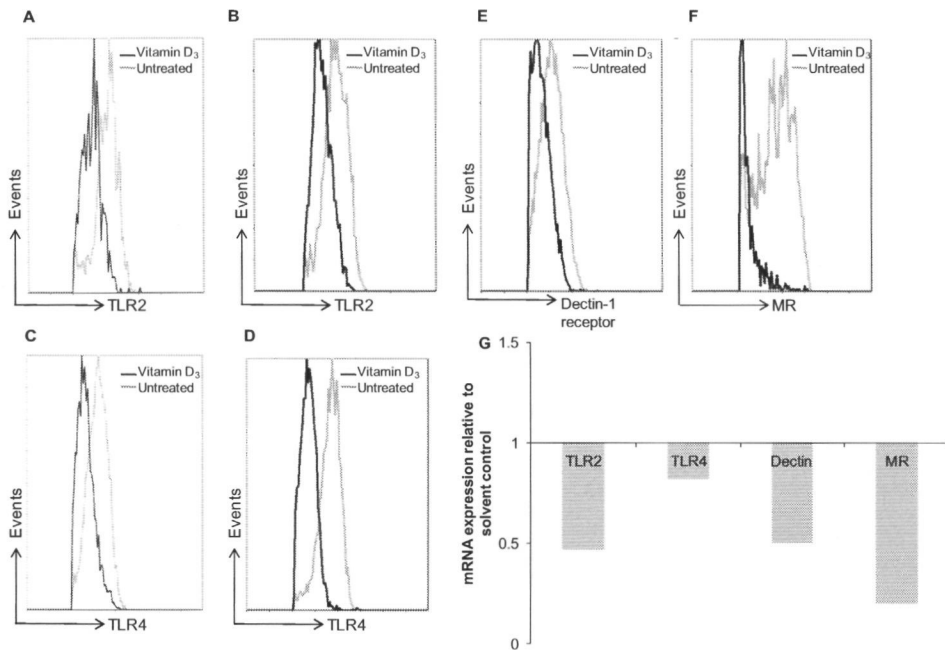 A
Vitamin D₃
Untreated
Events
TLR2
B
Vitamin D₃
Untreated
Events
TLR2
E
Vitamin D₃
Untreated
Events
Dectin-1
receptor
F
Vitamin D₃
Untreated
Events
MR
C
Vitamin D₃
Untreated
Events
TLR4
D
Vitamin D₃
Untreated
Events
TLR4
G
mRNA expression relative to
solvent control
1.5
1
0.5
0
TLR2
TLR4
Dectin
MR